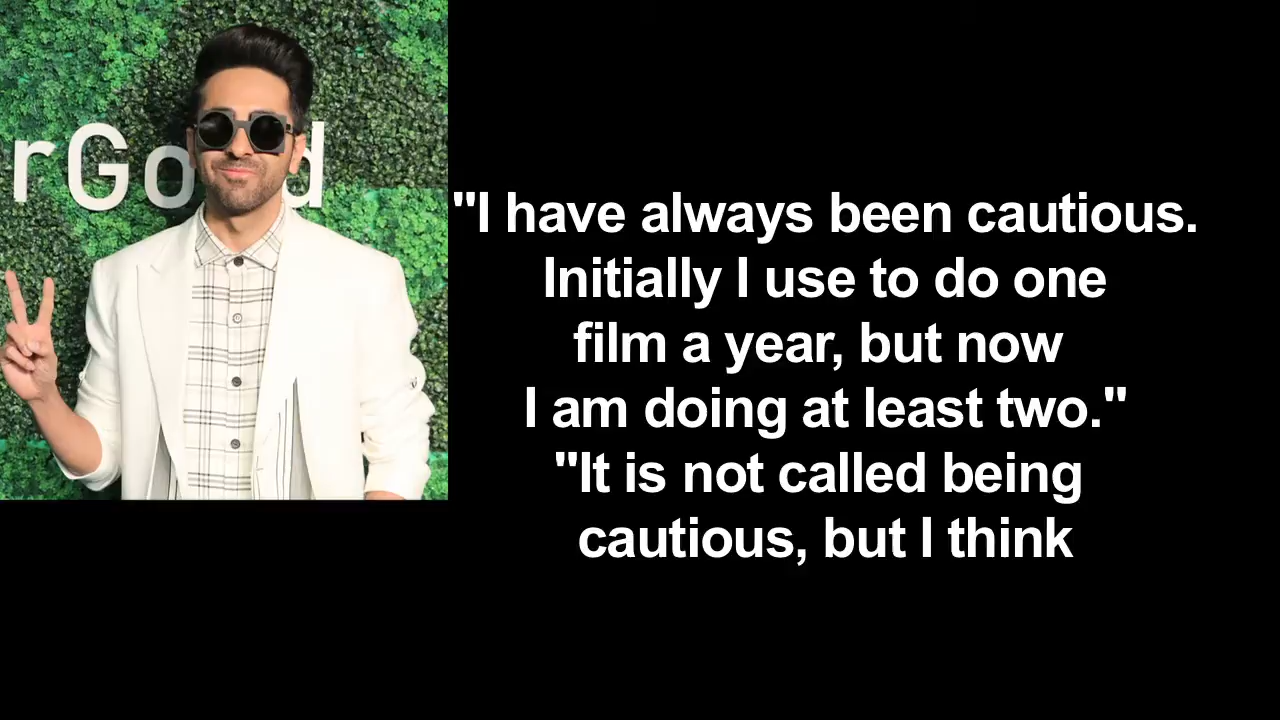 rGo d
"I have always been cautious.
Initially I use to do one
film a year, but now
I am doing at least two."
"It is not called being
cautious, but I think